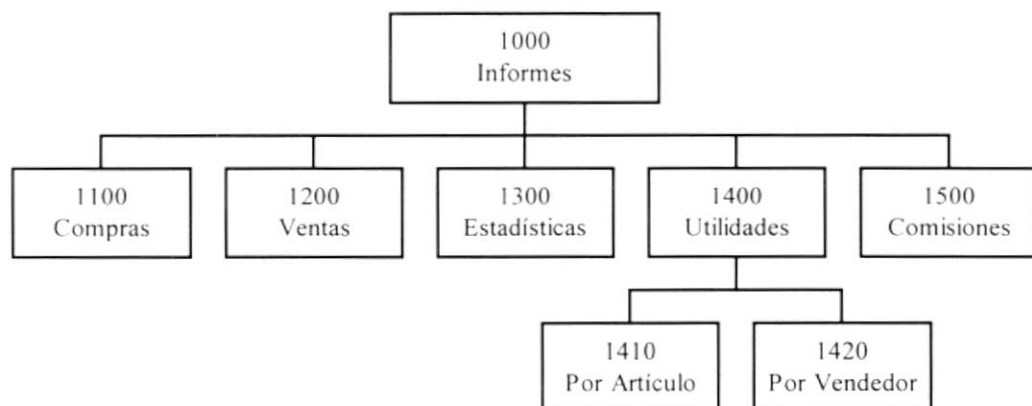 1000
Informes
1100
Compras
1200
Ventas
1300
Estadísticas
1400
Utilidades
1500
Comisiones
1410
Por Artículo
1420
Por Vendedor